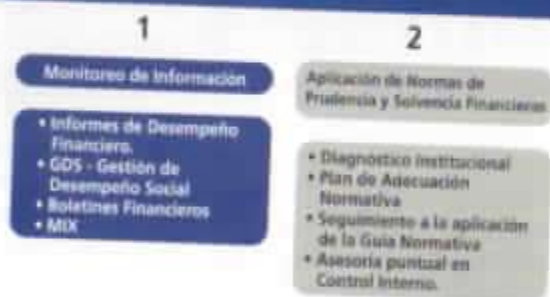 1
Monitoreo de Información
• Informes de Desempeño
Financiero.
• GDS - Gestión de
Desempeño Social
• Boletines Financieros
• MIX
2
Aplicación de Normas de
Prudencia y Solvencia Financieras
• Diagnóstico Institucional
• Plan de Adecuación
Normativa
• Seguimiento a la aplicación
de la Guía Normativa
• Asesoría puntual en
Control Interno.